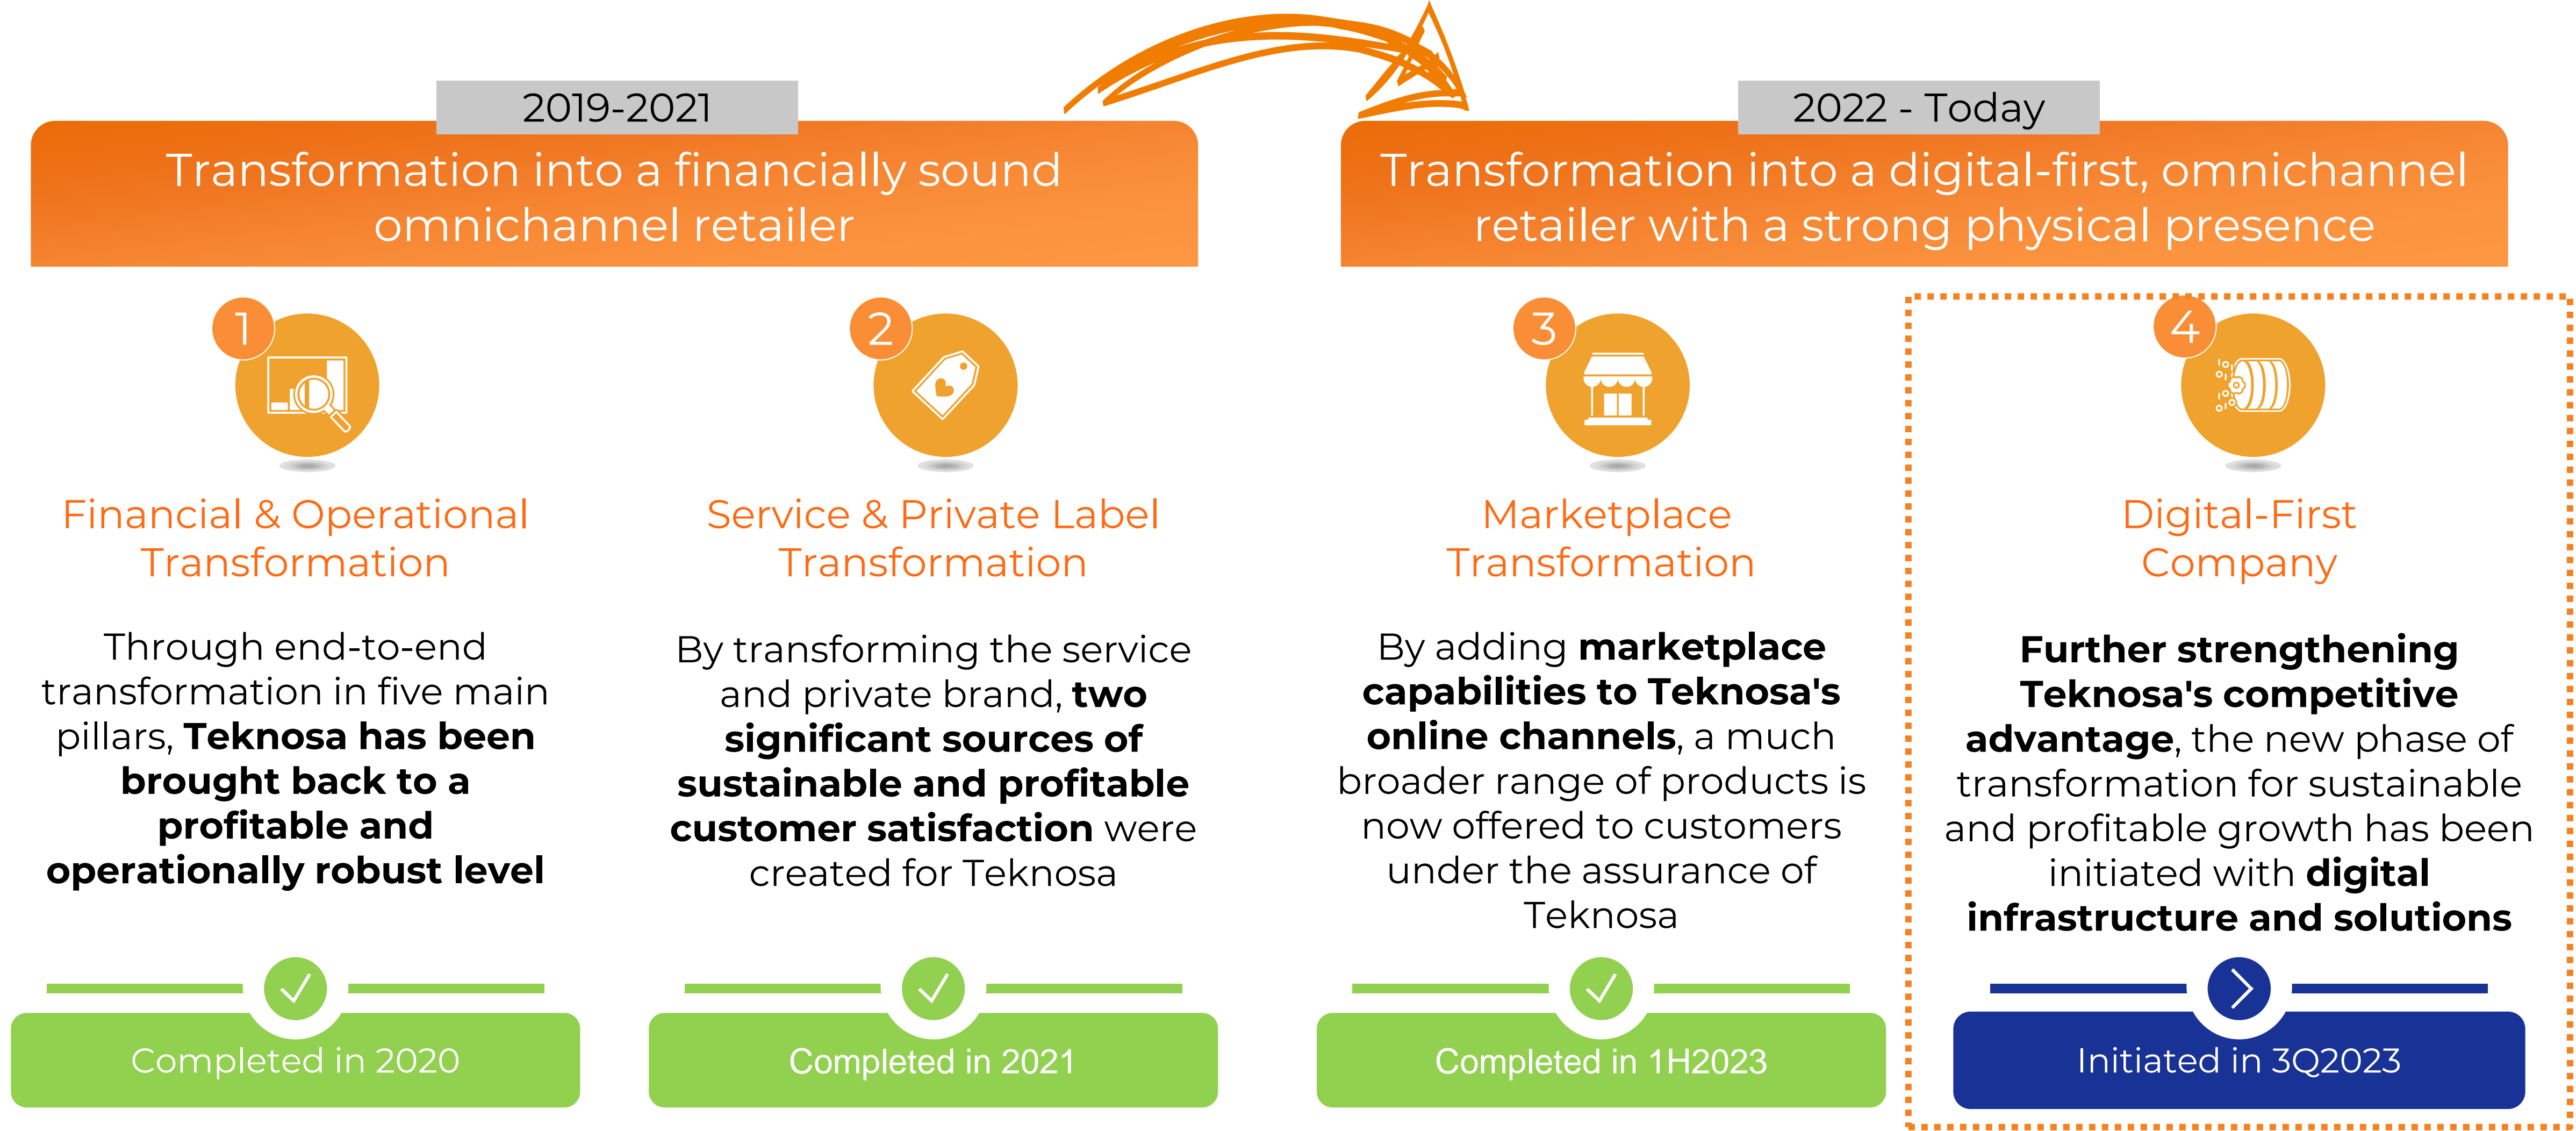 2019-2021
Transformation into a financially sound
omnichannel retailer
2022 - Today
Transformation into a digital-first, omnichannel
retailer with a strong physical presence
1
Financial & Operational
Transformation
Through end-to-end
transformation in five main
pillars, Teknosa has been
brought back to a
profitable and
operationally robust level
Completed in 2020
2
Service & Private Label
Transformation
By transforming the service
and private brand, two
significant sources of
sustainable and profitable
customer satisfaction were
created for Teknosa
Completed in 2021
3
Marketplace
Transformation
By adding marketplace
capabilities to Teknosa's
online channels, a much
broader range of products is
now offered to customers
under the assurance of
Teknosa
Completed in 1H2023
4
Digital-First
Company
Further strengthening
Teknosa's competitive
advantage, the new phase of
transformation for sustainable
and profitable growth has been
initiated with digital
infrastructure and solutions
Initiated in 3Q2023